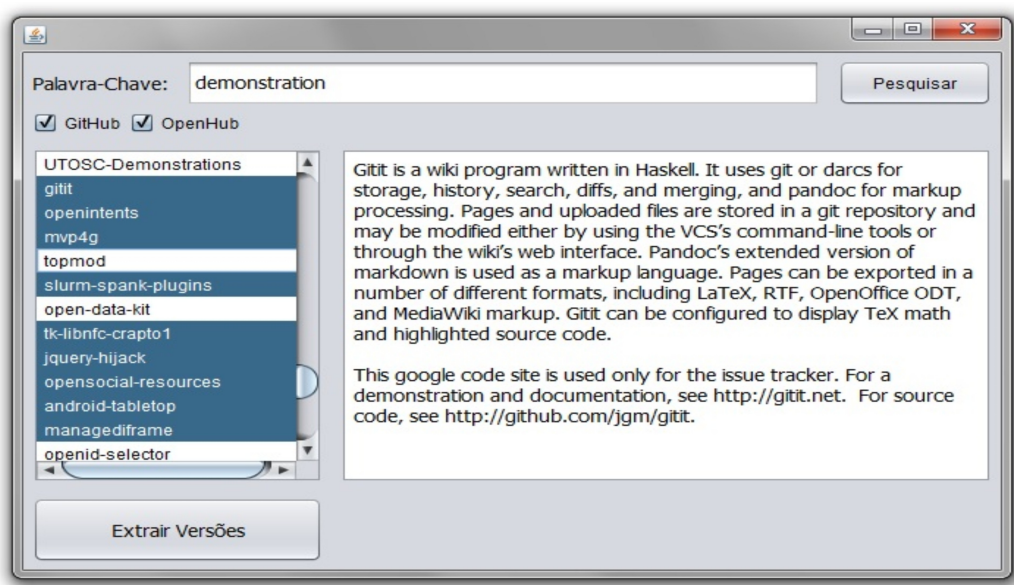 Palavra-Chave: demonstration Pesquisar
GitHub OpenHub
UTOSC-Demonstrations
gitit
openintents
mvp4g
topmod
slurm-spank-plugins
open-data-kit
tk-libnfc-crapto1
jquery-hijack
opensocial-resources
android-tabletop
managediframe
openid-selector
Gitit is a wiki program written in Haskell. It uses git or darcs for
storage, history, search, diffs, and merging, and pandoc for markup
processing. Pages and uploaded files are stored in a git repository and
may be modified either by using the VCS's command-line tools or
through the wiki's web interface. Pandoc's extended version of
markdown is used as a markup language. Pages can be exported in a
number of different formats, including LaTeX, RTF, OpenOffice ODT,
and MediaWiki markup. Gitit can be configured to display TeX math
and highlighted source code.
This google code site is used only for the issue tracker. For a
demonstration and documentation, see http://gitit.net.  For source
code, see http://github.com/jgm/gitit.
Extrair Versões